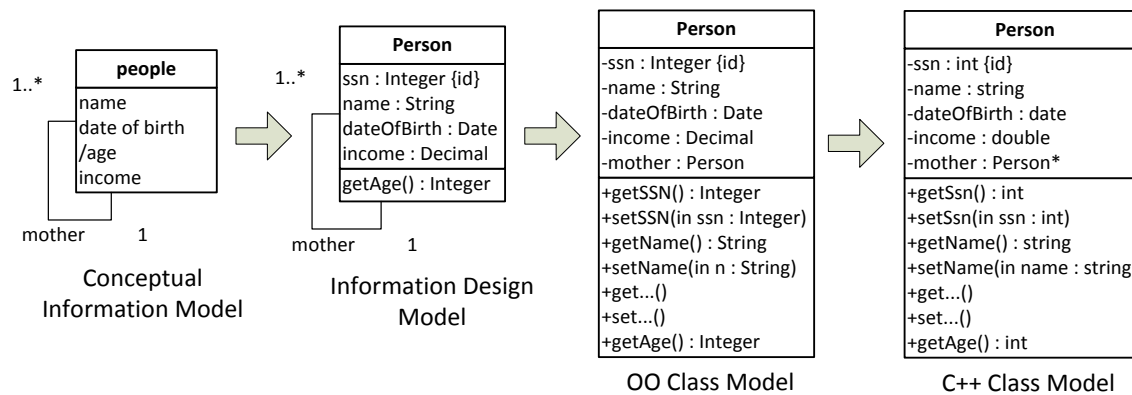 people
1..*
name
date of birth
/age
income
mother
1
Conceptual
Information Model
Person
1..*
ssn : Integer {id}
name : String
dateOfBirth : Date
income : Decimal
getAge() : Integer
mother
1
Information Design
Model
Person
-ssn : Integer {id}
-name : String
-dateOfBirth : Date
-income : Decimal
-mother : Person
+getSSN() : Integer
+setSSN(in ssn : Integer)
+getName() : String
+setName(in n : String)
+get...()
+set...()
+getAge() : Integer
OO Class Model
Person
-ssn : int {id}
-name : string
-dateOfBirth : date
-income : double
-mother : Person*
+getSsn() : int
+setSsn(in ssn : int)
+getName() : string
+setName(in name : string
+get...()
+set...()
+getAge() : int
C++ Class Model